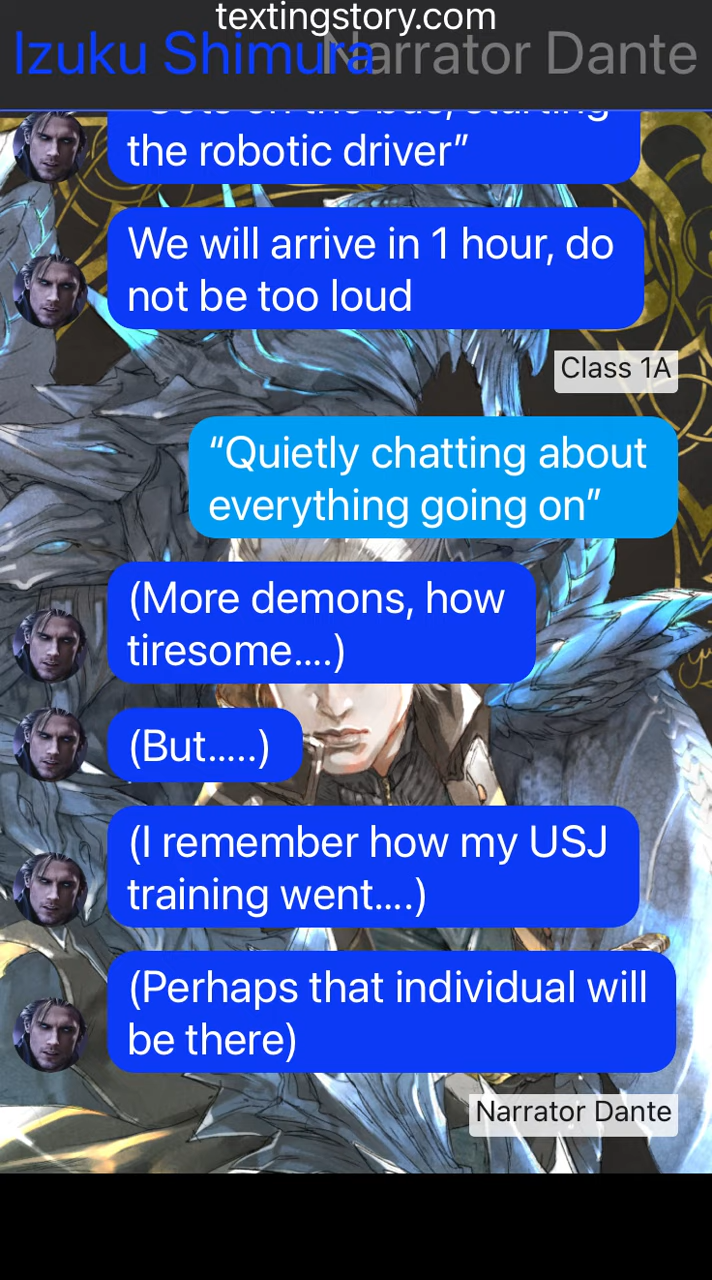 textingstory.com
Izuku Shimura
Narrator Dante
the robotic driver”
We will arrive in 1 hour, do
not be too loud
Class 1A
“Quietly chatting about
everything going on”
(More demons, how
tiresome....)
(But.....)
(I remember how my USJ
training went....)
(Perhaps that individual will
be there)
Narrator Dante